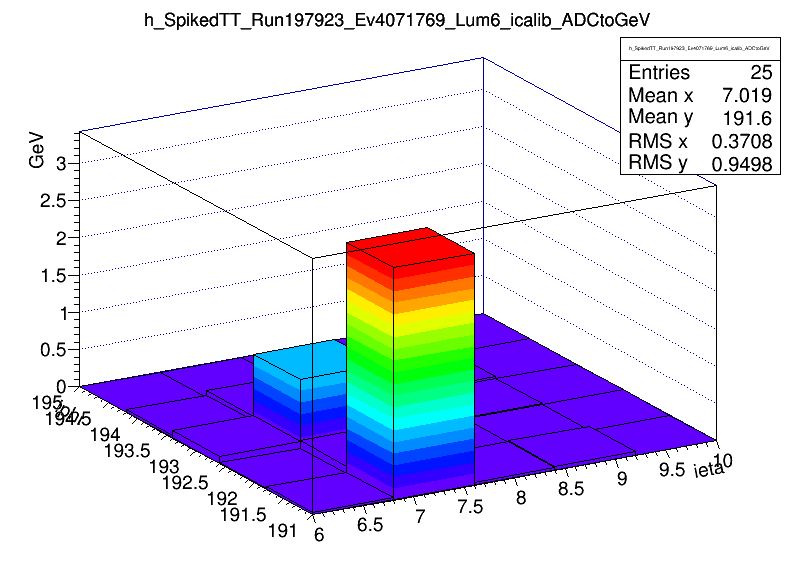 h_SpikedTT_Run197923_Ev4071769_Lum6_icalib_ADCtoGeV
h_SpikedTT_Run197923_Ev4071769_Lum6_icalib_ADCtoGeV
Entries 25
Mean x 7.019
Mean y 191.6
RMS x 0.3708
RMS y 0.9498
GeV
3
2.5
2
1.5
1
0.5
0
195
194.5
194
193.5
193
192.5
192
191.5
191
6
6.5
7
7.5
8
8.5
9
9.5
10
ieta